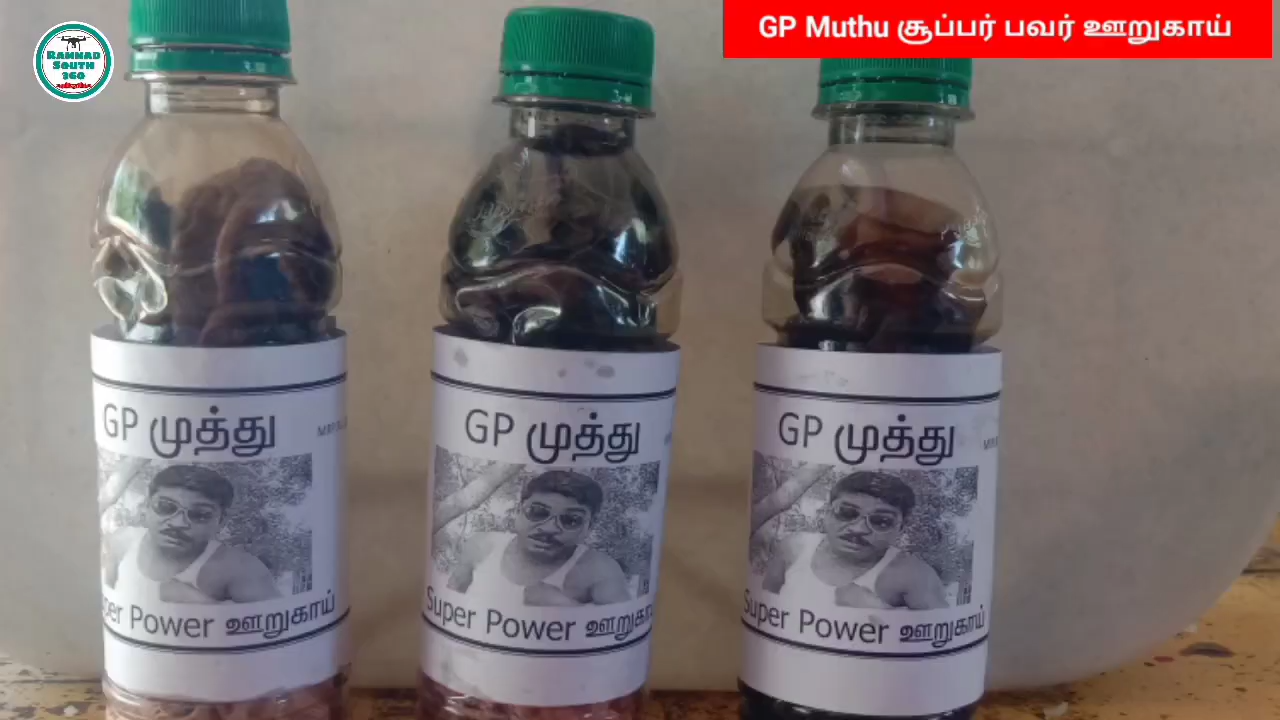 RAMNAD
SOUTH
360
GP Muthu சூப்பர் பவர் ஊறுகாய்
GP முத்து
Super Power ஊறுகாய்
GP முத்து
Super Power ஊறுகாய்
GP முத்து
Super Power ஊறுகாய்